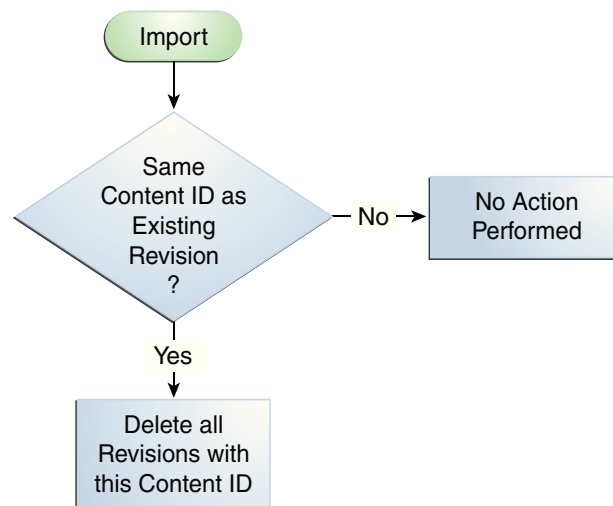 Import
Same
Content ID as
Existing
Revision
?
No
No Action
Performed
Yes
Delete all
Revisions with
this Content ID